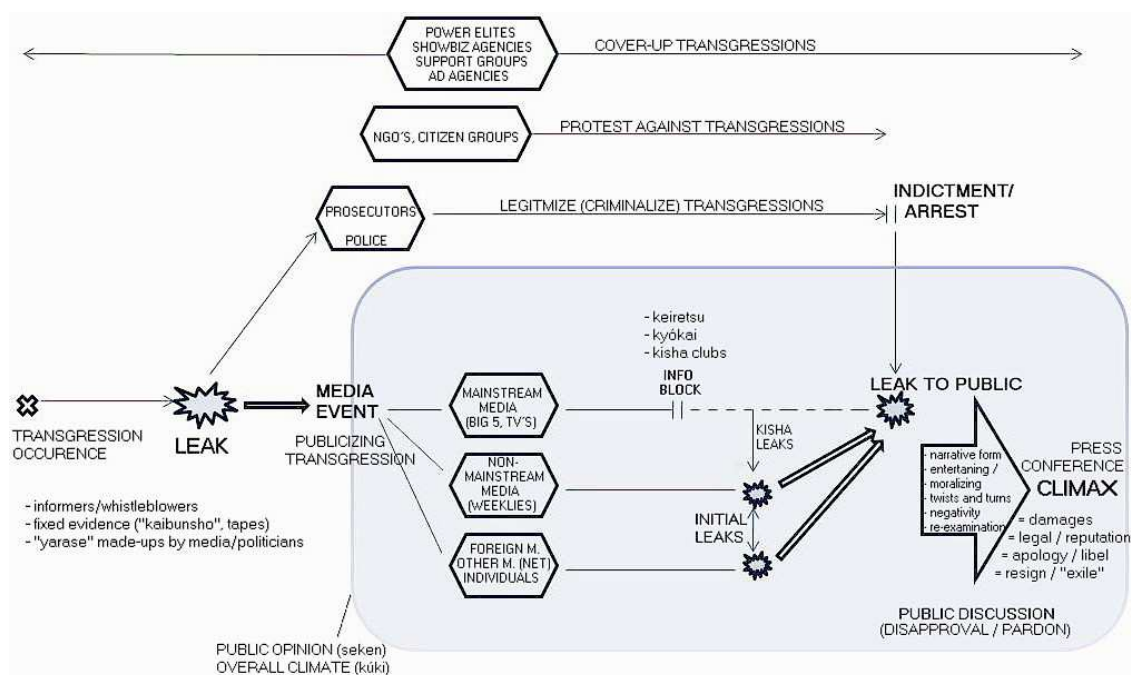 POWER ELITES
SHOWBIZ AGENCIES
SUPPORT GROUPS
AD AGENCIES
COVER-UP TRANSGRESSIONS
NGO'S, CITIZEN GROUPS
PROTEST AGAINST TRANSGRESSIONS
PROSECUTORS
POLICE
LEGITMIZE (CRIMINALIZE) TRANSGRESSIONS
INDICTMENT/
ARREST
- keiretsu
- kyókai
- kisha clubs
INFO
BLOCK
TRANSGRESSION
OCCURENCE
LEAK
MEDIA
EVENT
PUBLICIZING
TRANSGRESSION
MAINSTREAM
MEDIA
(BIG 5, TV'S)
NON-
MAINSTREAM
MEDIA
(WEEKLIES)
FOREIGN M.
OTHER M. (NET)
INDIVIDUALS
KISHA
LEAKS
INITIAL
LEAKS
LEAK TO PUBLIC
- narrative form
- entertaning /
- moralizing
- twists and turns
- negativity
- re-examination
PRESS
CONFERENCE
CLIMAX
= damages
= legal / reputation
= apology / libel
= resign / "exile"
PUBLIC DISCUSSION
(DISAPPROVAL / PARDON)
- informers/whistleblowers
- fixed evidence ("kaibunsho", tapes)
- "yarase" made-ups by media/politicians
PUBLIC OPINION (seken)
OVERALL CLIMATE (kúki)